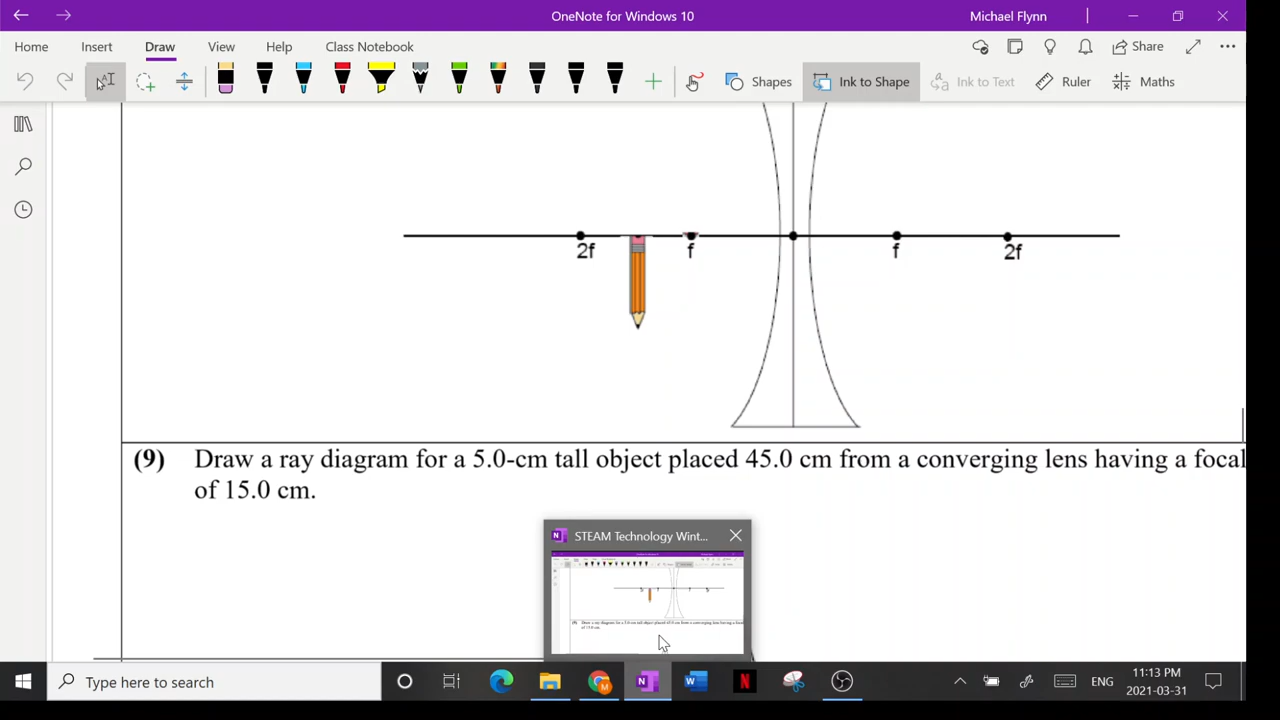 OneNote for Windows 10
Michael Flynn
Home Insert Draw View Help Class Notebook
Share
Shapes Ink to Shape Ink to Text Ruler Maths
2f f f 2f
(9) Draw a ray diagram for a 5.0-cm tall object placed 45.0 cm from a converging lens having a focal
of 15.0 cm.
STEAM Technology Wint...
Type here to search
ENG
11:13 PM
2021-03-31